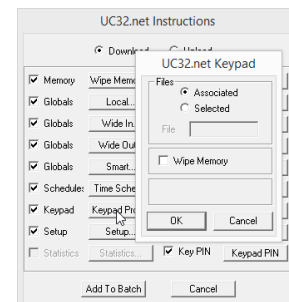 UC32.net Instructions
Download
Memory
Wipe Mem
Globals
Local...
Globals
Wide In.
Globals
Wide Out
Globals
Smart...
Schedules
Time Sche
Keypad
Keypad Pro
Setup
Setup...
Statistics
Statistics...
Key PIN
Keypad PIN
Add To Batch
Cancel
UC32.net Keypad
Files
Associated
Selected
File
Wipe Memory
OK
Cancel